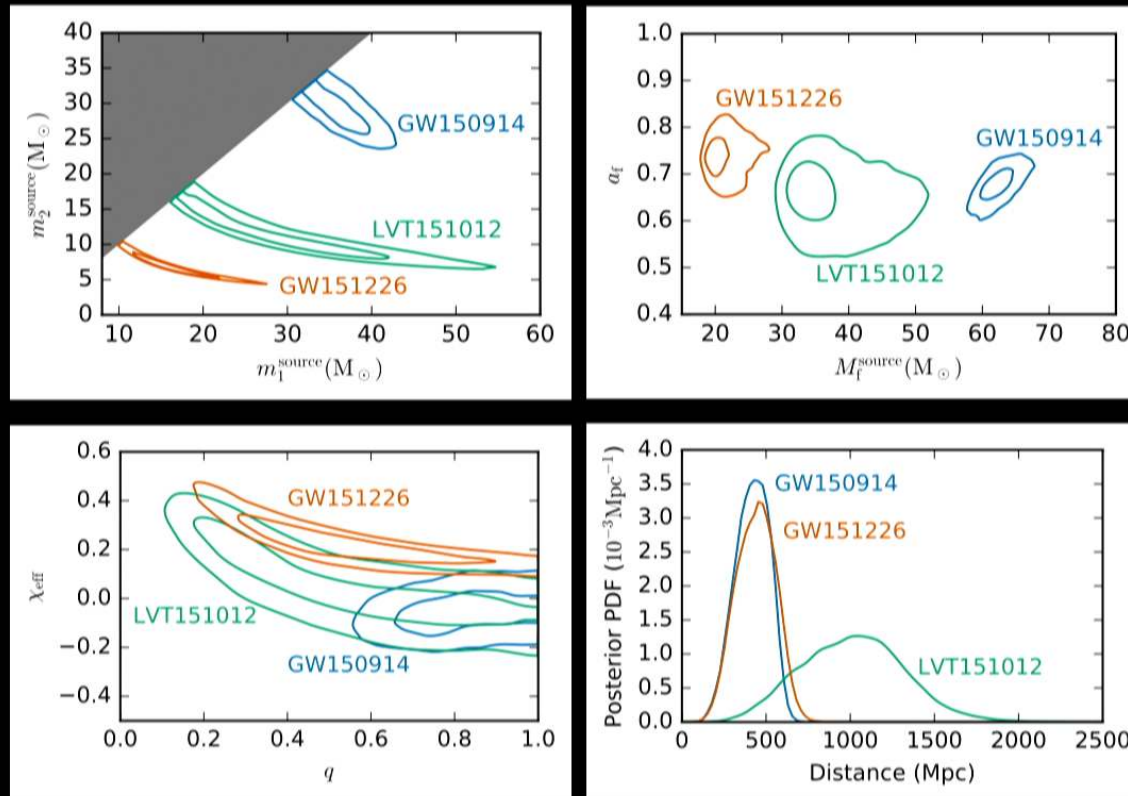 40
35
30
25
20
15
10
5
0
m₂^source (M⊙)
GW150914
LVT151012
GW151226
10 20 30 40 50 60
m₁^source (M⊙)
1.0
0.9
0.8
0.7
0.6
0.5
0.4
a_f
GW151226
GW150914
LVT151012
20 30 40 50 60 70 80
M_f^source (M⊙)
0.6
0.4
0.2
0.0
−0.2
−0.4
χ_eff
GW151226
LVT151012
GW150914
0.0 0.2 0.4 0.6 0.8 1.0
q
4.0
3.5
3.0
2.5
2.0
1.5
1.0
0.5
0.0
Posterior PDF (10⁻³Mpc⁻¹)
GW150914
GW151226
LVT151012
0 500 1000 1500 2000 2500
Distance (Mpc)